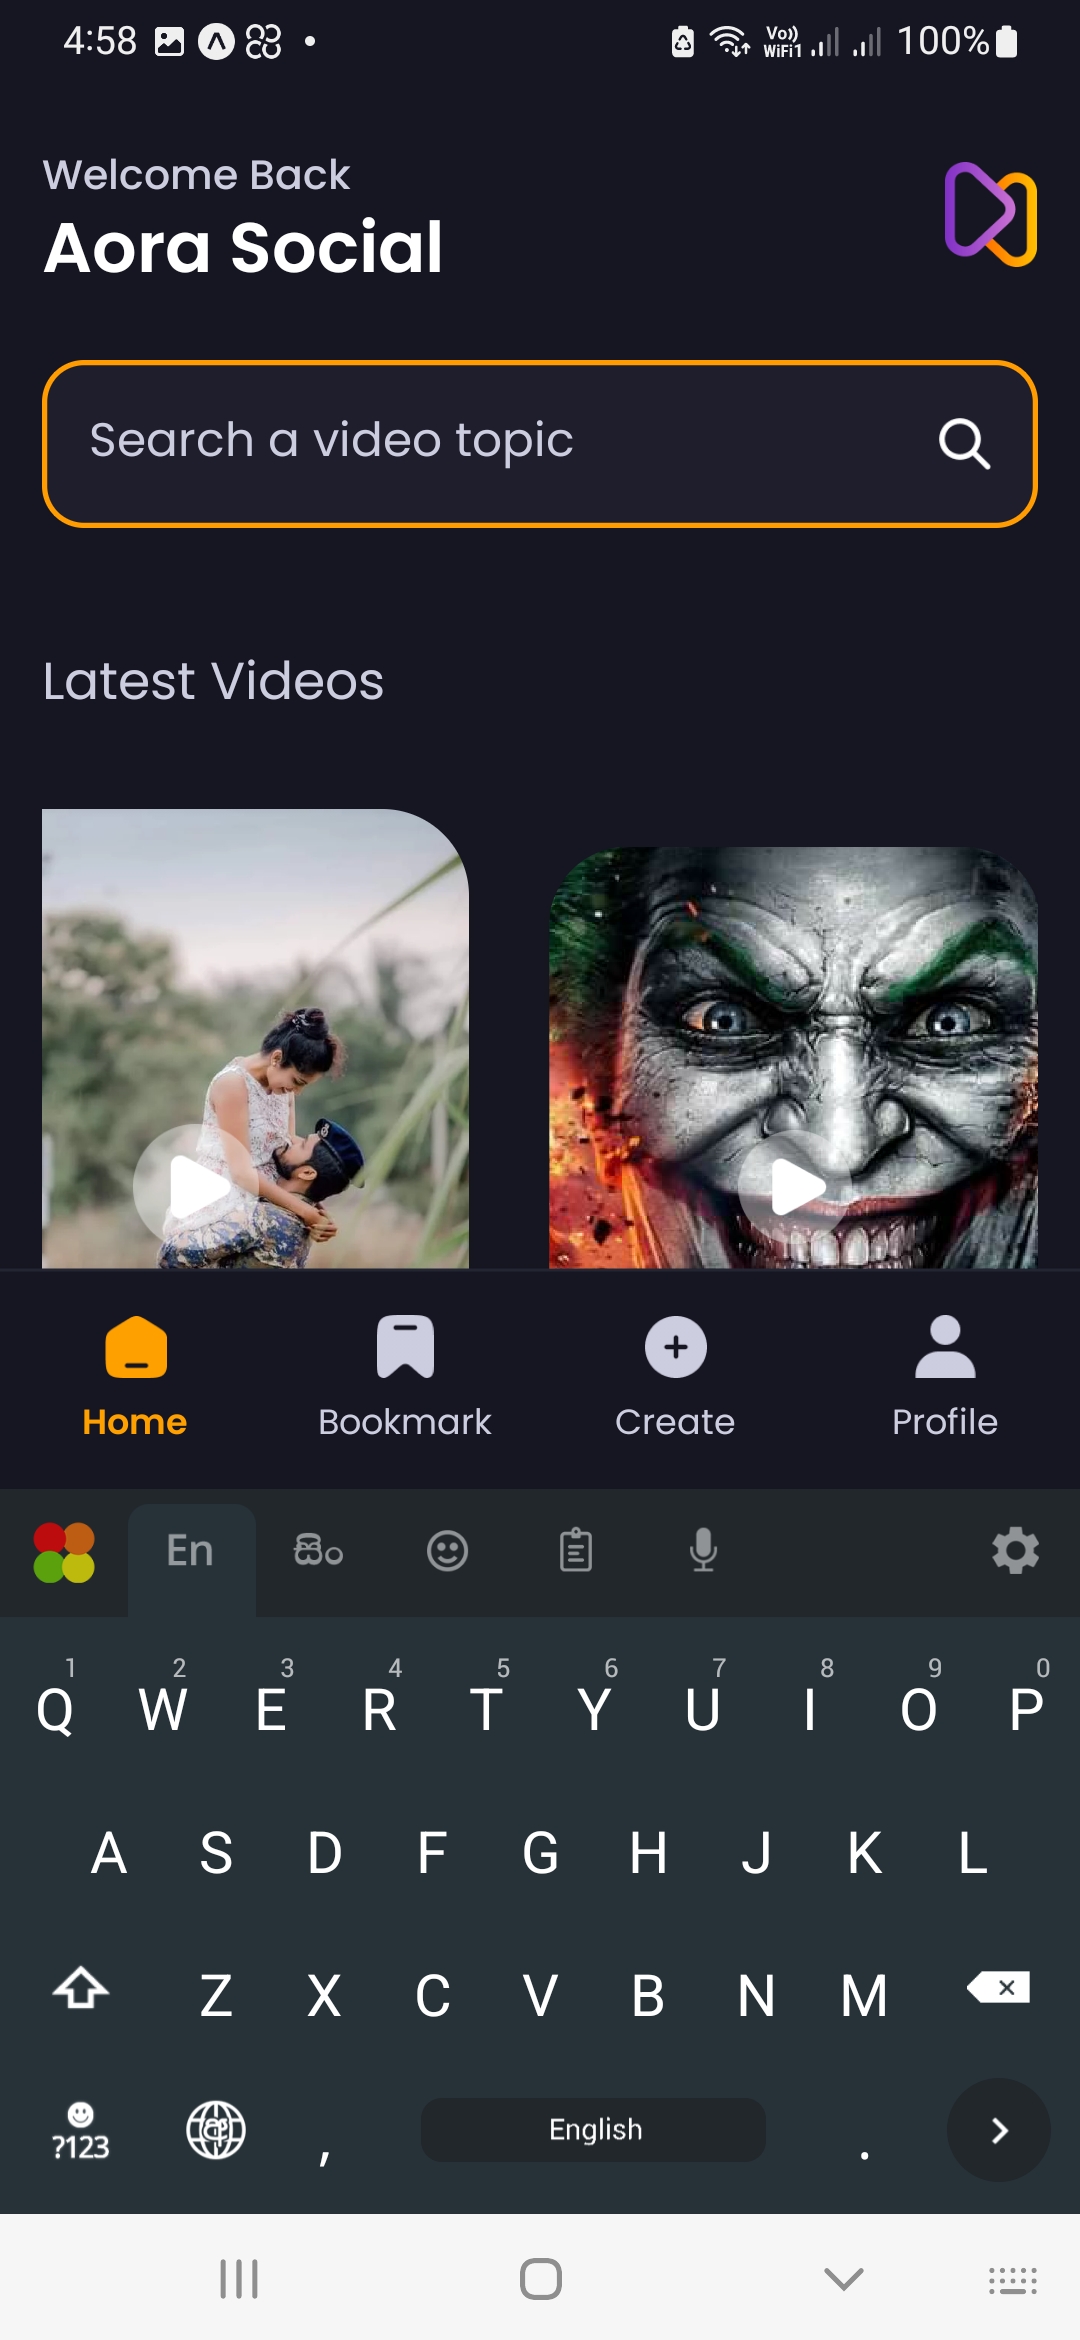 4:58 Vo)) WiFi1 100%
Welcome Back
Aora Social
Search a video topic
Latest Videos
Home Bookmark Create Profile
En සිං
1 2 3 4 5 6 7 8 9 0
Q W E R T Y U I O P
A S D F G H J K L
Z X C V B N M
?123 අ , English .